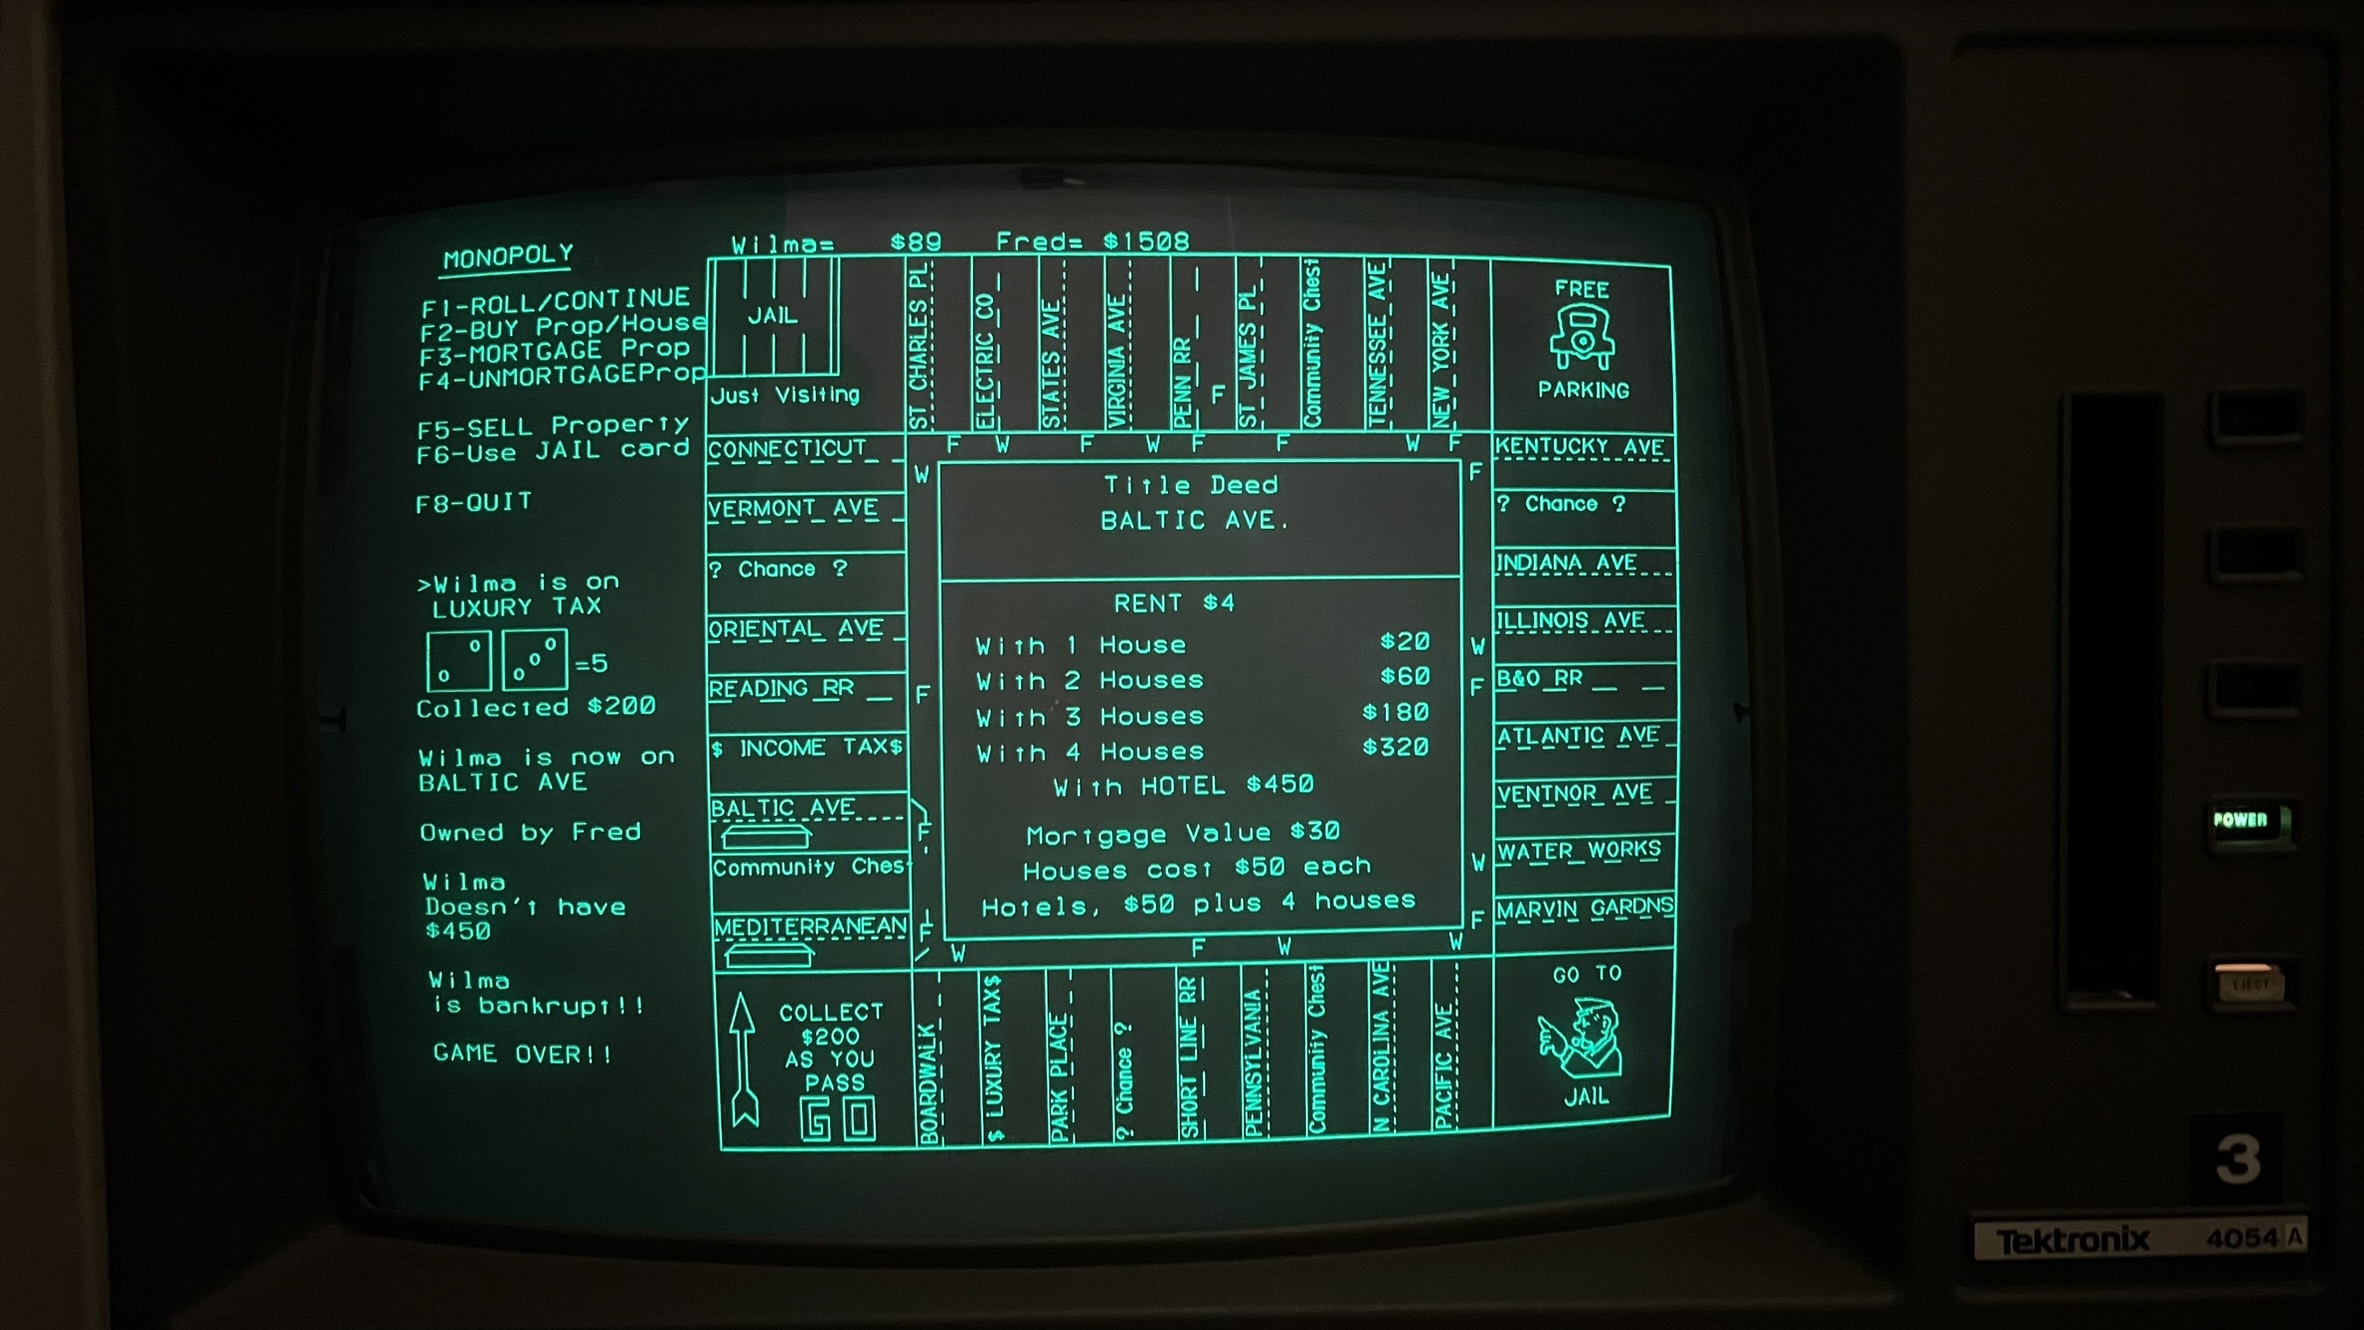 MONOPOLY
F1-ROLL/CONTINUE
F2-BUY Prop/House
F3-MORTGAGE Prop
F4-UNMORTGAGEProp
F5-SELL Property
F6-Use JAIL card
F8-QUIT
>Wilma is on
LUXURY TAX
=5
Collected $200
Wilma is now on
BALTIC AVE
Owned by Fred
Wilma
Doesn't have
$450
Wilma
is bankrupt!!
GAME OVER!!
Wilma= $89 Fred= $1508
JAIL
Just Visiting
ST CHARLES PL
ELECTRIC CO
STATES AVE
VIRGINIA AVE
PENN RR
F
ST JAMES PL
Community Chest
TENNESSEE AVE
NEW YORK AVE
FREE
PARKING
F W F W F F W F
CONNECTICUT
W
VERMONT AVE
? Chance ?
ORIENTAL AVE
READING RR
F
$ INCOME TAX$
BALTIC AVE
F
Community Chest
MEDITERRANEAN
F
Title Deed
BALTIC AVE.
RENT $4
With 1 House $20
With 2 Houses $60
With 3 Houses $180
With 4 Houses $320
With HOTEL $450
Mortgage Value $30
Houses cost $50 each
Hotels, $50 plus 4 houses
F
KENTUCKY AVE
? Chance ?
INDIANA AVE
W
ILLINOIS AVE
F
B&O RR
ATLANTIC AVE
VENTNOR AVE
W
WATER WORKS
F
MARVIN GARDNS
W F W W
COLLECT
$200
AS YOU
PASS
GO
BOARDWALK
$ LUXURY TAX$
PARK PLACE
? Chance ?
SHORT LINE RR
PENNSYLVANIA
Community Chest
N CAROLINA AVE
PACIFIC AVE
GO TO
JAIL
POWER
EJECT
3
Tektronix 4054 A